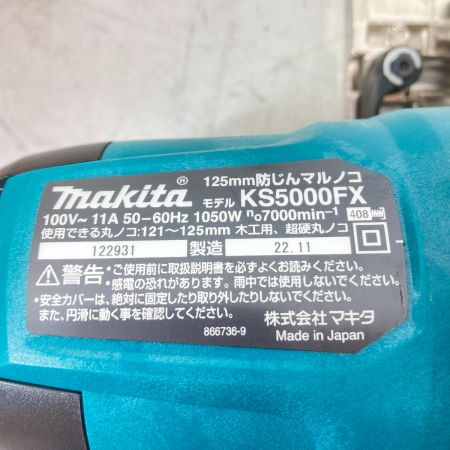 makita® 125mm防じんマルノコ
モデル KS5000FX
100V～ 11A 50－60Hz 1050W n₀7000min⁻¹ 408
使用できる丸ノコ:121～125mm 木工用、超硬丸ノコ
122931 製造 22.11
⚠警告・ご使用前に取扱説明書を必ずよくお読みください。
・感電の恐れがあります。雨中では使用しないでください。
・安全カバーは、絶対に固定したり取り外したりしないでください。
また、円滑に動く事を確認してください。
866736-9 株式会社マキタ
Made in Japan